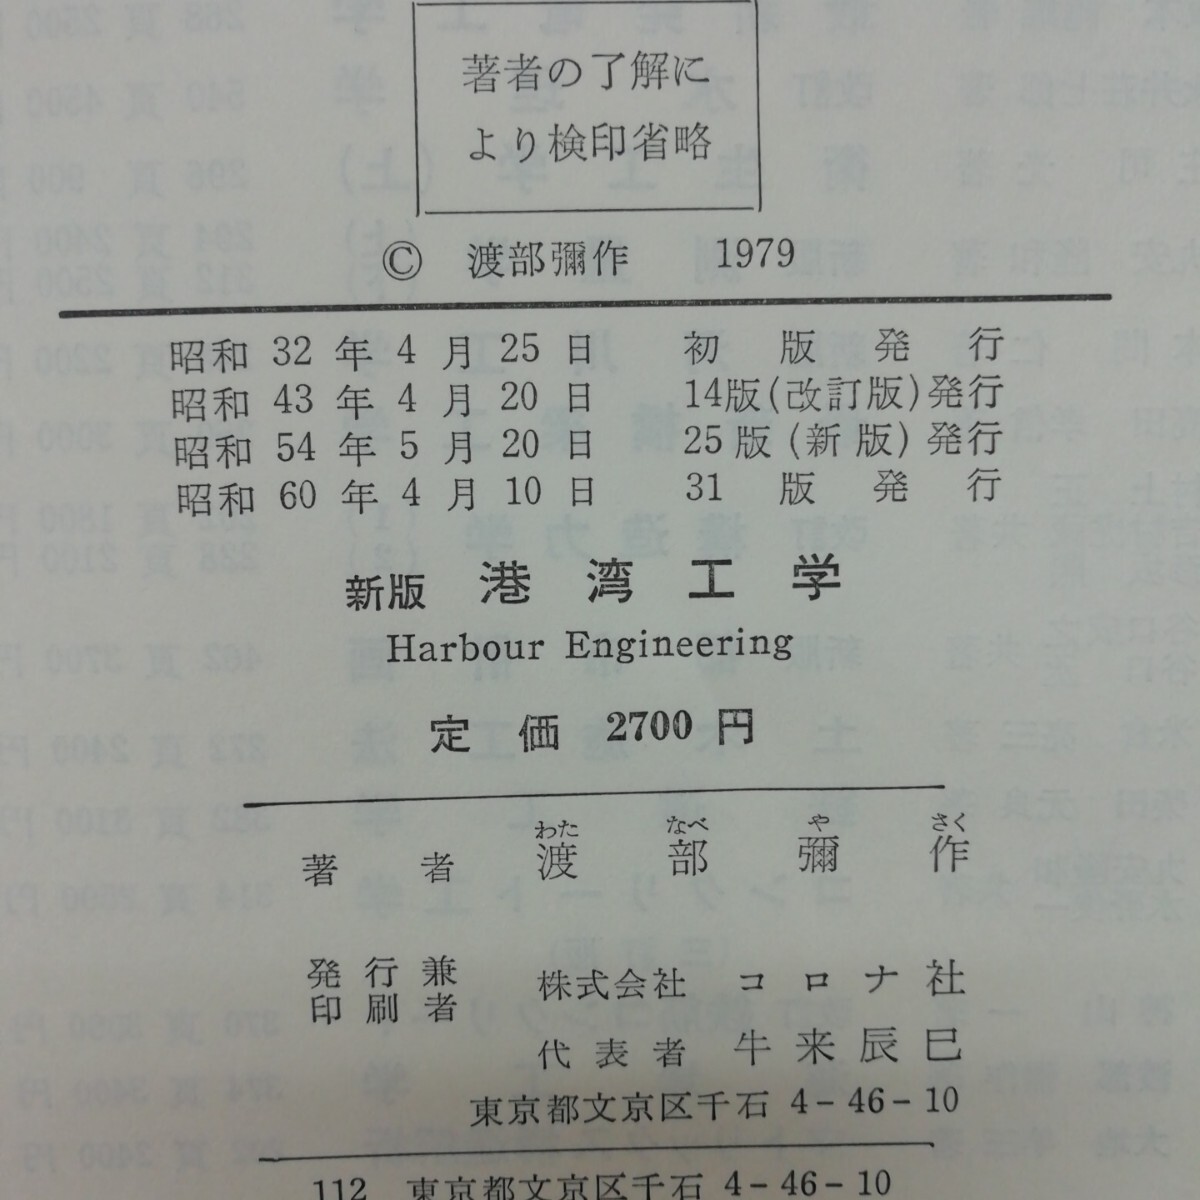 著者の了解に
より検印省略
© 渡部彌作 1979
昭和 32 年 4 月 25 日 初版発行
昭和 43 年 4 月 20 日 14版(改訂版)発行
昭和 54 年 5 月 20 日 25版(新版)発行
昭和 60 年 4 月 10 日 31版発行
新版 港湾工学
Harbour Engineering
定価 2700 円
わた なべ や さく
著者 渡部彌作
発行兼
印刷者 株式会社 コロナ社
代表者 牛来辰巳
東京都文京区千石 4-46-10
112 東京都文京区千石 4-46-10